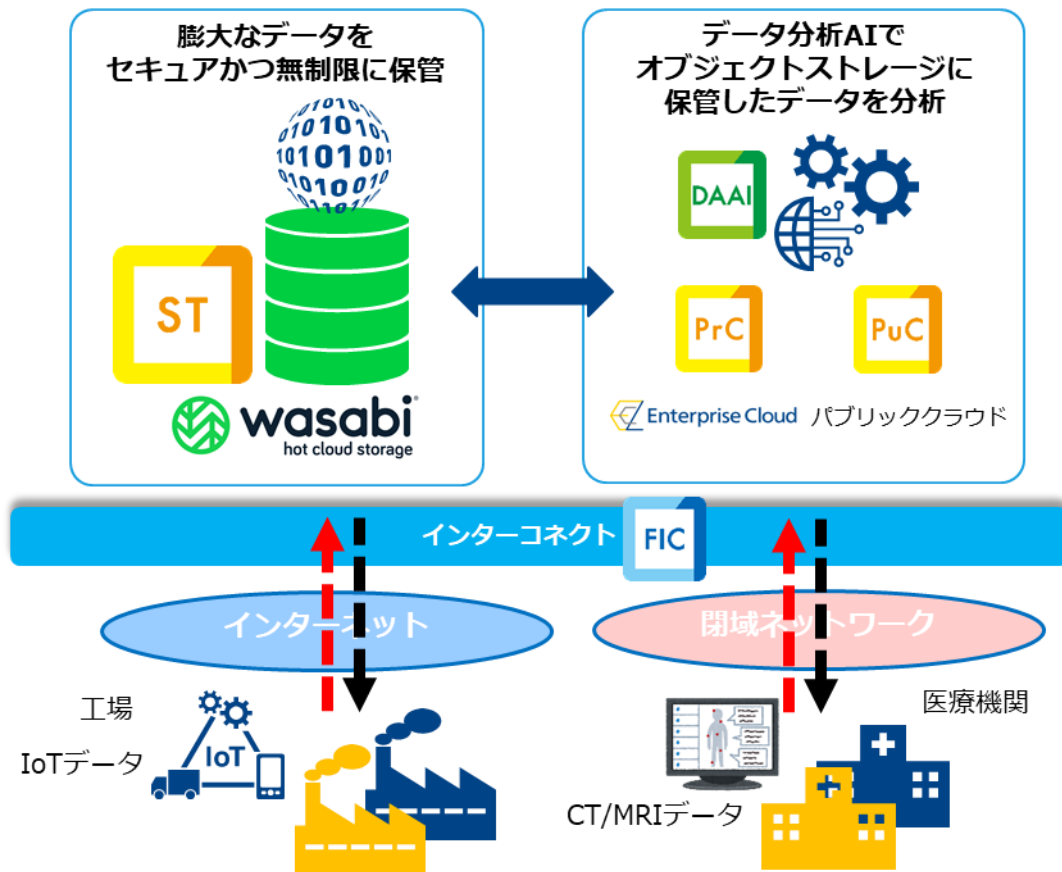 膨大なデータを
セキュアかつ無制限に保管
010101
01010101
10101001
01010010
101101
ST
wasabi
hot cloud storage
データ分析AIで
オブジェクトストレージに
保管したデータを分析
DAAI
PrC
PuC
Enterprise Cloud
パブリッククラウド
インターコネクト
FIC
インターネット
閉域ネットワーク
工場
IoTデータ
IoT
医療機関
CT/MRIデータ